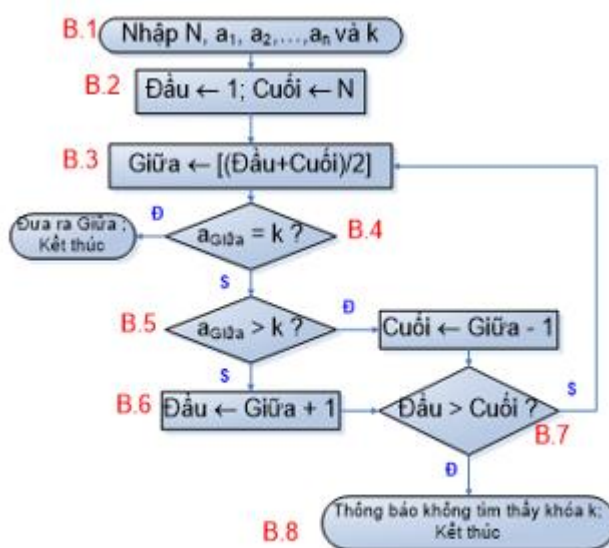 B.1
Nhập N, a₁, a₂,...,aₙ và k
B.2
Đầu ← 1; Cuối ← N
B.3
Giữa ← [(Đầu+Cuối)/2]
Đ
Đưa ra Giữa ;
Kết thúc
a_Giữa = k ?
B.4
S
B.5
a_Giữa > k ?
Đ
Cuối ← Giữa - 1
S
B.6
Đầu ← Giữa + 1
Đầu > Cuối ?
S
B.7
Đ
Thông báo không tìm thấy khóa k;
Kết thúc
B.8